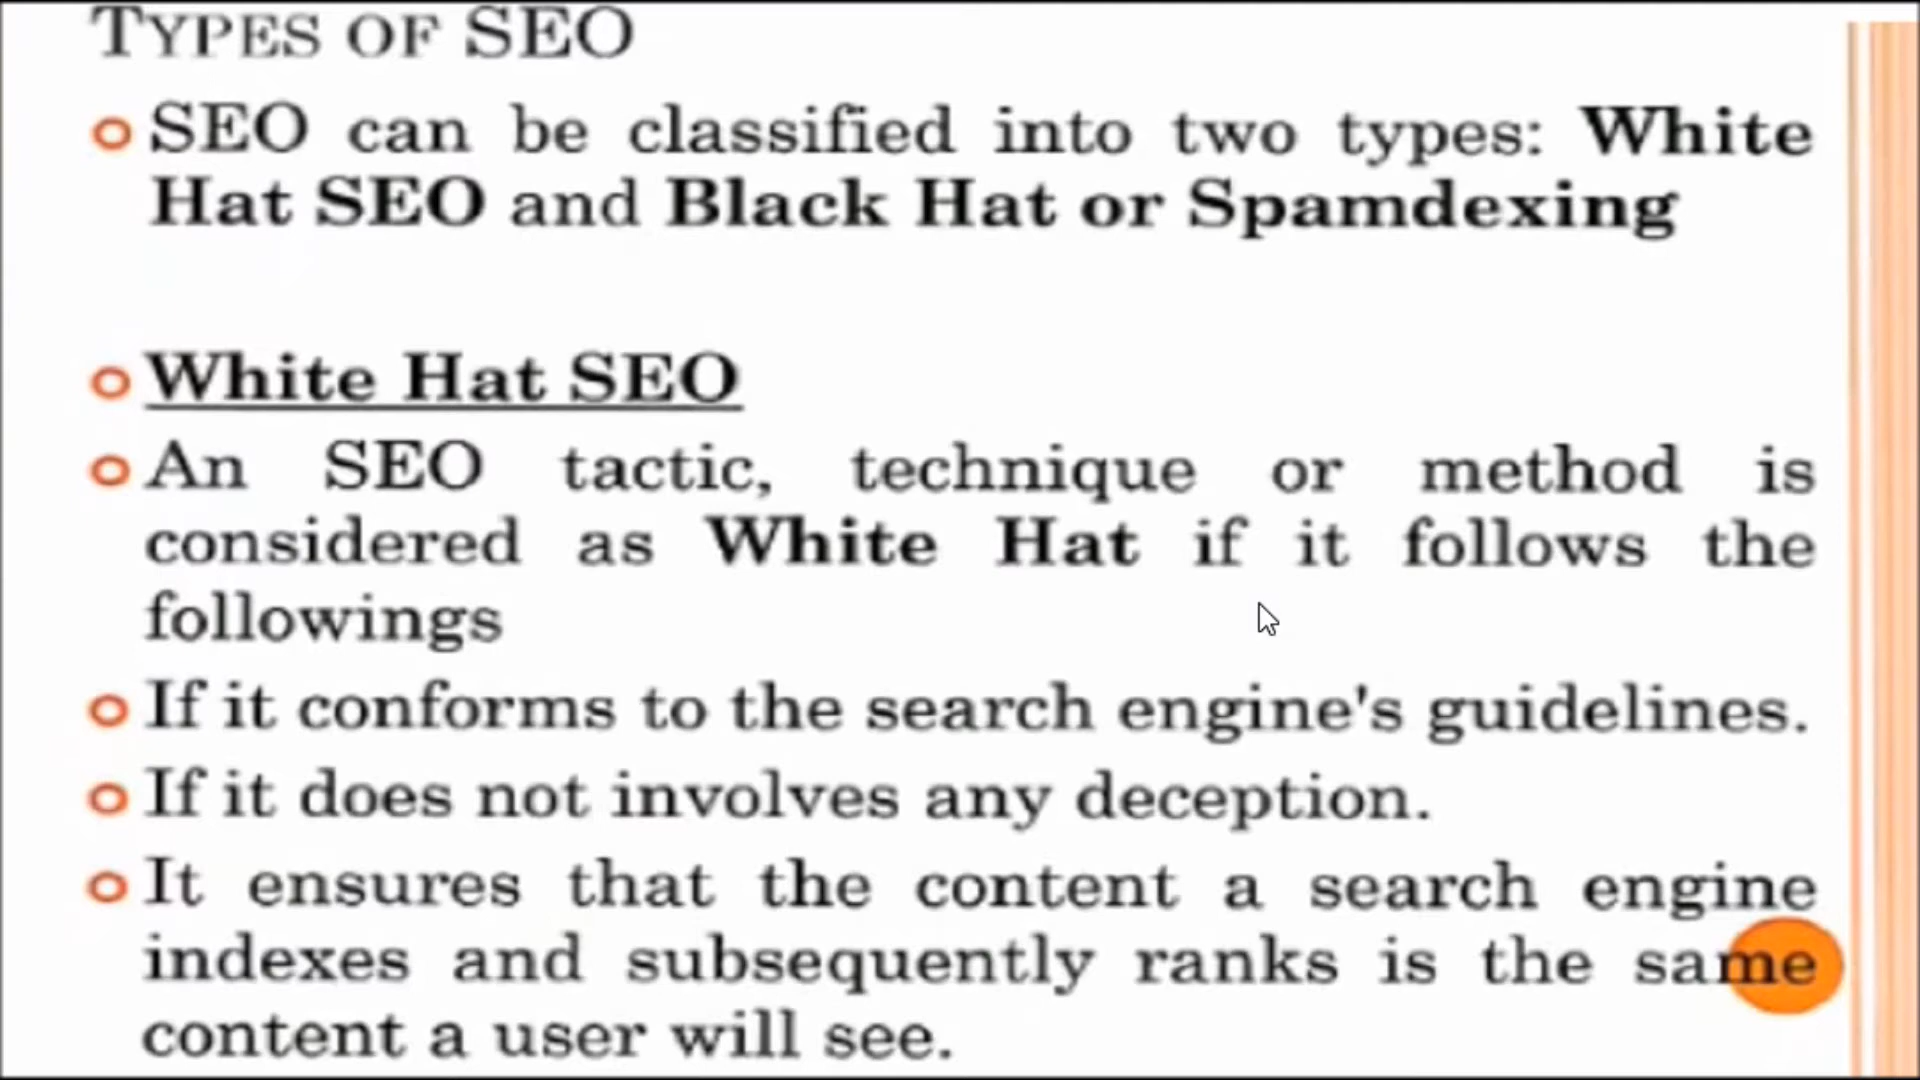 TYPES OF SEO
SEO can be classified into two types: White
Hat SEO and Black Hat or Spamdexing
White Hat SEO
An SEO tactic, technique or method is
considered as White Hat if it follows the
followings
If it conforms to the search engine's guidelines.
If it does not involves any deception.
It ensures that the content a search engine
indexes and subsequently ranks is the same
content a user will see.